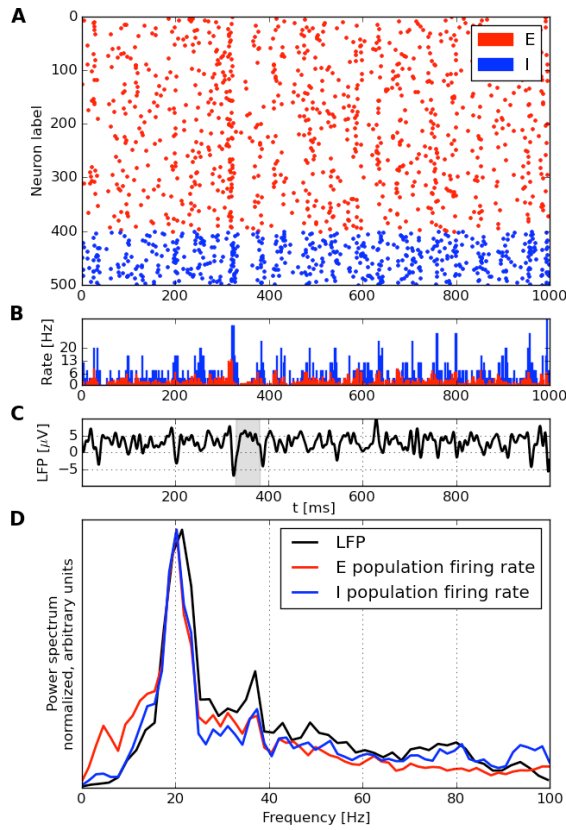 A
0
100
200
300
400
500
Neuron label
E
I
0 200 400 600 800 1000
B
20
13
6
0
Rate [Hz]
0 200 400 600 800 1000
C
5
0
−5
LFP [μV]
200 400 600 800
t [ms]
D
Power spectrum
normalized, arbitrary units
LFP
E population firing rate
I population firing rate
0 20 40 60 80 100
Frequency [Hz]